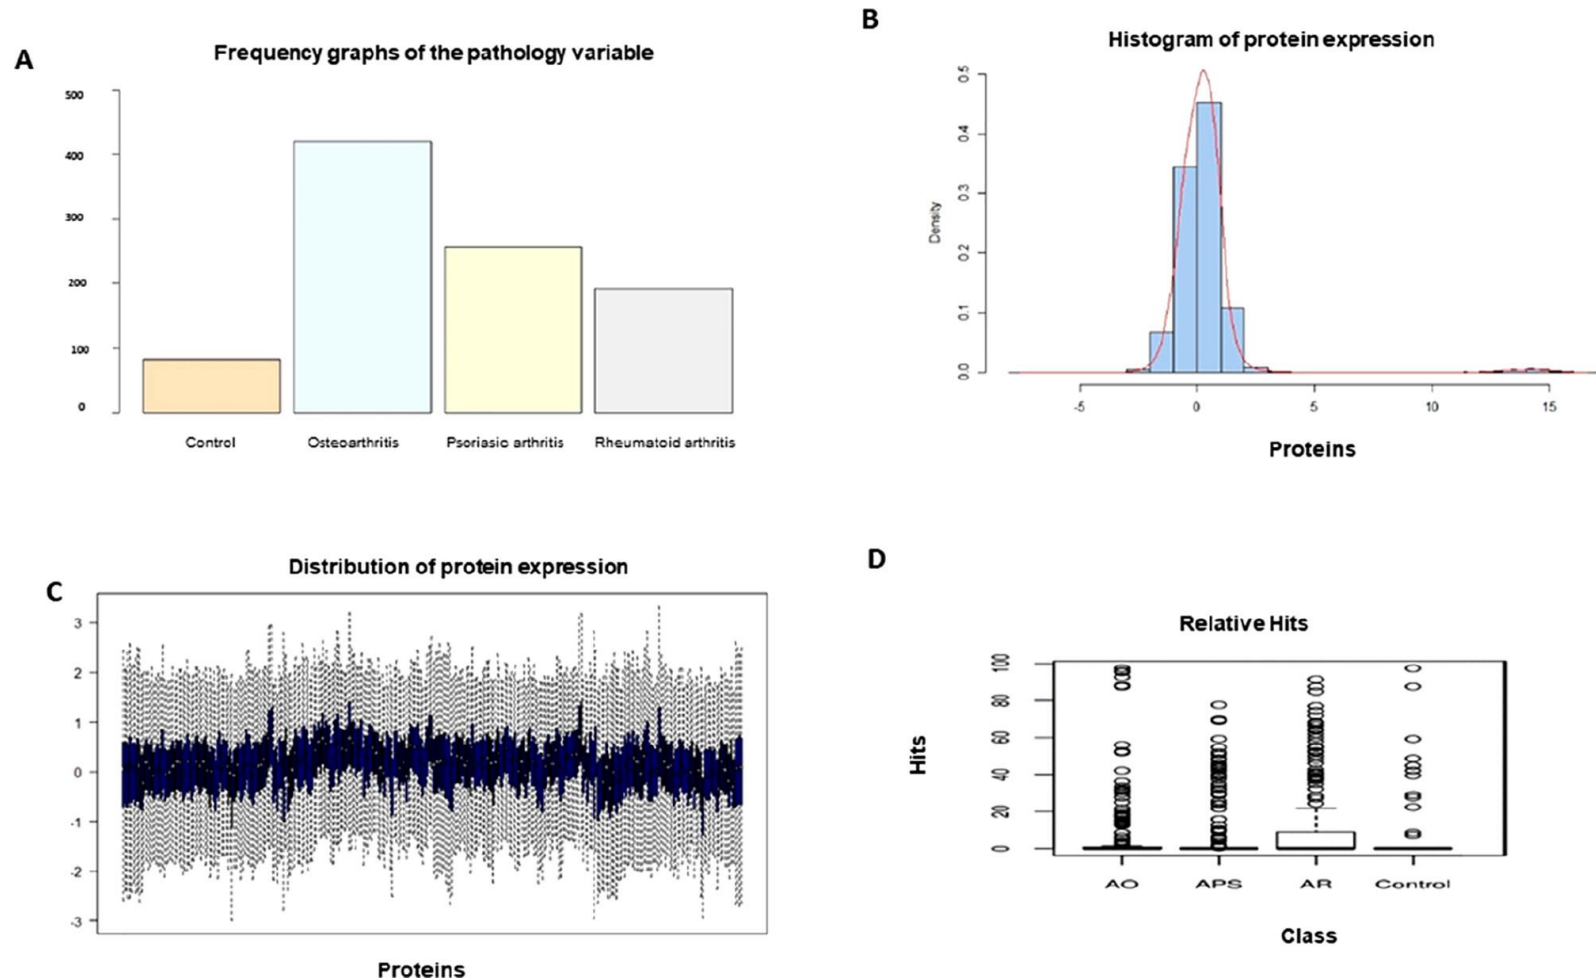 A
Frequency graphs of the pathology variable
500
400
300
200
100
0
Control Osteoarthritis Psoriasio arthritis Rheumatoid arthritis
B
Histogram of protein expression
Density
0.5
0.4
0.3
0.2
0.1
0.0
-5 0 5 10 15
Proteins
C
Distribution of protein expression
3
2
1
0
-1
-2
-3
Proteins
D
Relative Hits
Hits
100
80
60
40
20
0
AO APS AR Control
Class